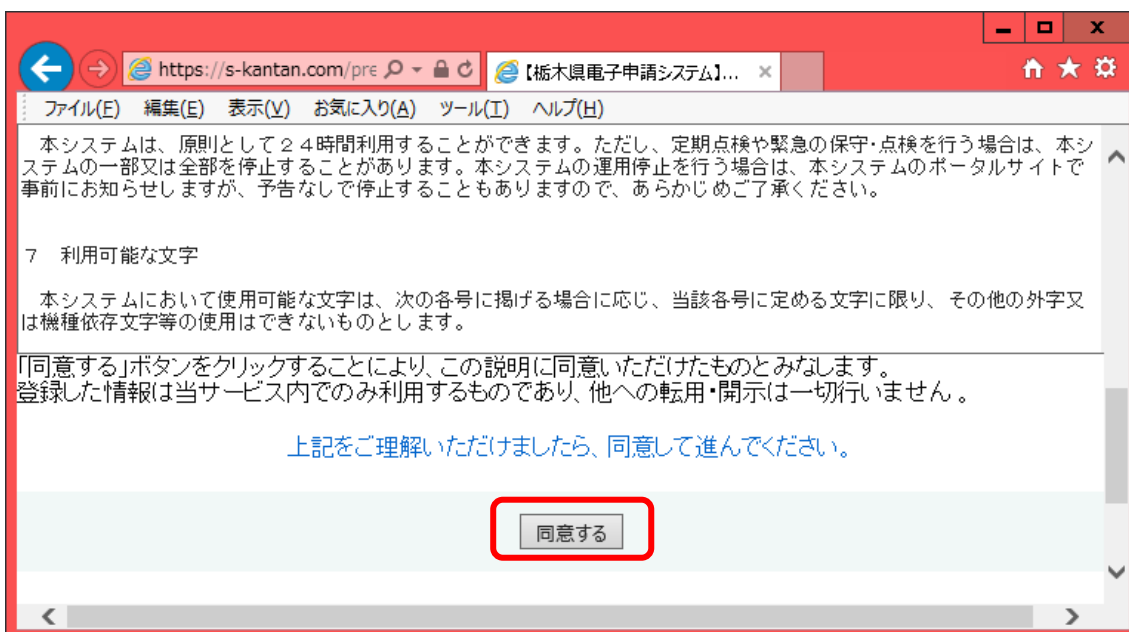 https://s-kantan.com/pre
【栃木県電子申請システム】...
ファイル(F) 編集(E) 表示(V) お気に入り(A) ツール(T) ヘルプ(H)
本システムは、原則として２４時間利用することができます。ただし、定期点検や緊急の保守･点検を行う場合は、本シ
ステムの一部又は全部を停止することがあります。本システムの運用停止を行う場合は、本システムのポータルサイトで
事前にお知らせしますが、予告なしで停止することもありますので、あらかじめご了承ください。
７　利用可能な文字
本システムにおいて使用可能な文字は、次の各号に掲げる場合に応じ、当該各号に定める文字に限り、その他の外字又
は機種依存文字等の使用はできないものとします。
「同意する」ボタンをクリックすることにより、この説明に同意いただけたものとみなします。
登録した情報は当サービス内でのみ利用するものであり、他への転用・開示は一切行いません。
上記をご理解いただけましたら、同意して進んでください。
同意する